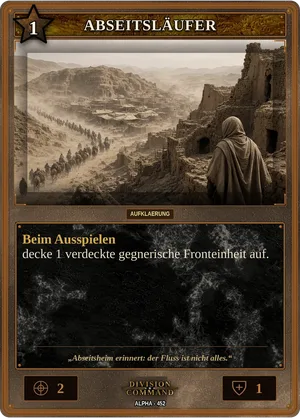 1
ABSEITSLÄUFER
AUFKLAERUNG
Beim Ausspielen
decke 1 verdeckte gegnerische Fronteinheit auf.
„Abseitsheim erinnert: der Fluss ist nicht alles.“
2
DIVISION
COMMAND
ALPHA · 452
1